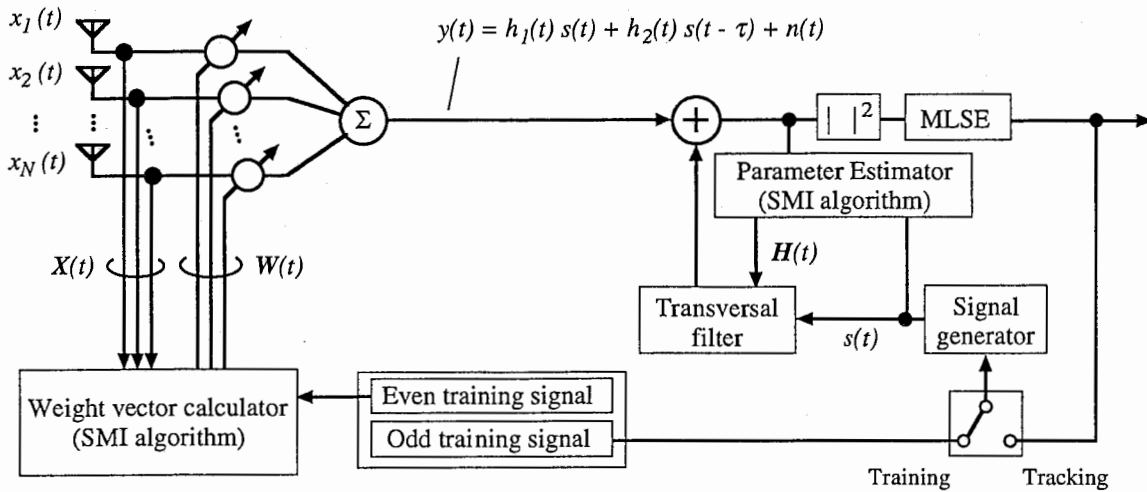 x1(t)
x2(t)
xN(t)
y(t) = h1(t) s(t) + h2(t) s(t - τ) + n(t)
Σ
+
| |²
MLSE
Parameter Estimator
(SMI algorithm)
X(t)
W(t)
H(t)
Transversal
filter
s(t)
Signal
generator
Weight vector calculator
(SMI algorithm)
Even training signal
Odd training signal
Training
Tracking